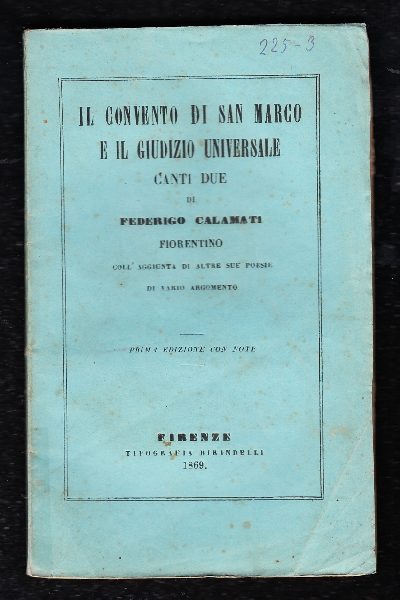 225-3
IL CONVENTO DI SAN MARCO
E IL GIUDIZIO UNIVERSALE
CANTI DUE
DI
FEDERIGO CALAMATI
FIORENTINO
COLL' AGGIUNTA DI ALTRE SUE POESIE
DI VARIO ARGOMENTO
PRIMA EDIZIONE CON NOTE
FIRENZE
TIPOGRAFIA BIRINDELLI
1869.